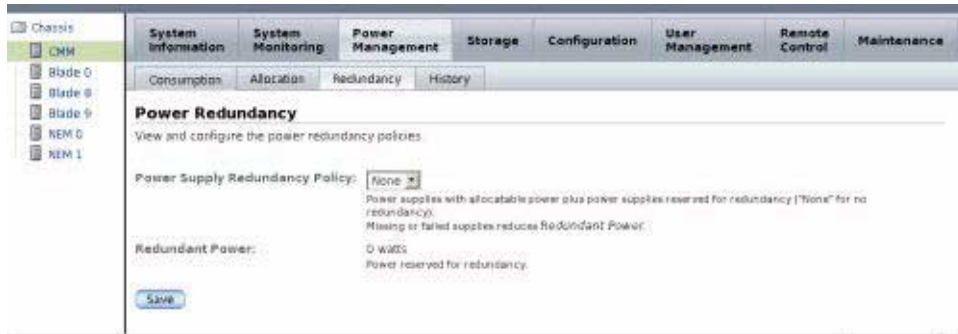 Chassis
CMM
Blade 0
Blade 8
Blade 9
NEM 0
NEM 1
System Information
System Monitoring
Power Management
Storage
Configuration
User Management
Remote Control
Maintenance
Consumption
Allocation
Redundancy
History
Power Redundancy
View and configure the power redundancy policies.
Power Supply Redundancy Policy:
None
Power supplies with allocatable power plus power supplies reserved for redundancy ("None" for no
redundancy).
Missing or failed supplies reduces Redundant Power.
Redundant Power:
0 watts
Power reserved for redundancy.
Save